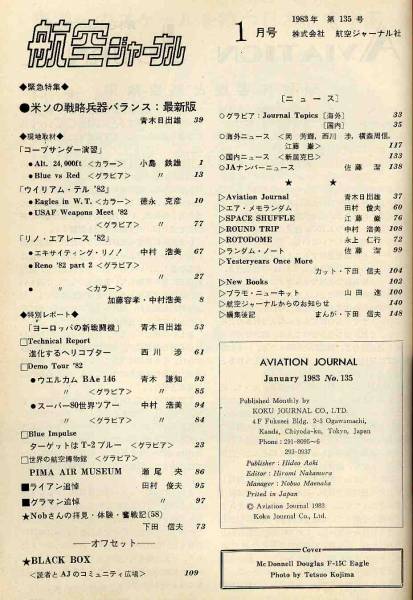 航空ジャーナル
1月号
1983年 第135号
株式会社 航空ジャーナル社
◆緊急特集◆
●米ソの戦略兵器バランス：最新版
青木日出雄 39
◆現地取材◆
「コープサンダー演習」
●Alt. 24,000ft <カラー> 小島 鉄雄 1
●Blue vs Red <グラビア> 〃 13
「ウイリアム・テル '82」
●Eagles in W.T. <カラー> 徳永 克彦 10
●USAF Weapons Meet '82
<グラビア> 〃 77
「リノ・エアレース '82」
●エキサイティング・リノ! 中村 浩美 67
●Reno '82 part 2 <グラビア>
〃 27
● 〃 <カラー>
加藤容孝・中村浩美 8
◆特別レポート◆
「ヨーロッパの新戦闘機」 青木日出雄 53
□Technical Report
進化するヘリコプター 西川 渉 61
□Demo Tour '82
●ウエルカム BAe 146 青木 謙知 93
〃 <グラビア> 〃 85
●スーパー80世界ツアー 中村 浩美 94
〃 <グラビア> 〃 84
□Blue Impulse
ターゲットはT-2ブルー <グラビア> 23
□世界の航空博物館 <グラビア>
PIMA AIR MUSEUM 瀬尾 央 86
■ライアン追悼 田村 俊夫 95
■グラマン追悼 〃 97
★Nobさんの拝見・体験・奮戦記(58)
下田 信夫 73
―オフセット―
★BLACK BOX
<読者とAJのコミュニティ広場> 109
[ニュース]
◇グラビア：Journal Topics [海外] 33
[国内] 35
◇海外ニュース <関 芳麿，西川 渉，横森周信，
江藤 巌> 117
◇国内ニュース <新居克巳> 133
◇JAナンバーニュース 佐藤 潔 138
★ ★
▷Aviation Journal 青木日出雄 37
▷エア・メモランダム 田村 俊夫 60
▷SPACE SHUFFLE 江藤 巌 76
▷ROUND TRIP 中村 浩美 108
▷ROTODOME 永上 仁行 72
▷ランダム・ノート 佐藤 潔 99
▷Yesteryears Once More
カット・下田 信夫 104
▷New Books 102
▷プラモ・ニューキット 山田 進 100
▷航空ジャーナルからのお知らせ 140
▷編集後記 まんが・下田 信夫 148
AVIATION JOURNAL
January 1983 No.135
Published Monthly by
KOKU JOURNAL CO., LTD.
4F Fukusei Bldg. 2-3 Ogawamachi,
Kanda, Chiyoda-ku, Tokyo, Japan
Phone : 291-8095~6
293-0937
Publisher : Hideo Aoki
Editor : Hiromi Nakamura
Manager : Nobuo Maemaka
Prited in Japan
© Aviation Journal 1983
Koku Journal Co., Ltd.
Cover
McDonnell Douglas F-15C Eagle
Photo by Tetsuo Kojima